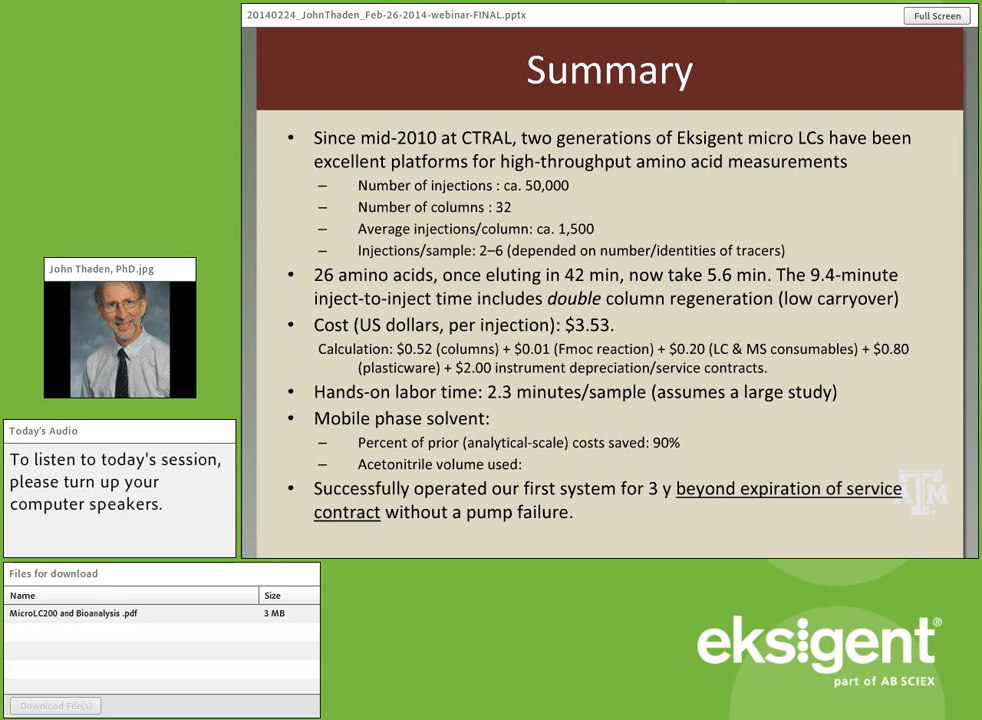 20140224_JohnThaden_Feb-26-2014-webinar-FINAL.pptx
Full Screen
Summary
• Since mid-2010 at CTRAL, two generations of Eksigent micro LCs have been
excellent platforms for high-throughput amino acid measurements
– Number of injections : ca. 50,000
– Number of columns : 32
– Average injections/column: ca. 1,500
– Injections/sample: 2–6 (depended on number/identities of tracers)
• 26 amino acids, once eluting in 42 min, now take 5.6 min. The 9.4-minute
inject-to-inject time includes double column regeneration (low carryover)
• Cost (US dollars, per injection): $3.53.
Calculation: $0.52 (columns) + $0.01 (Fmoc reaction) + $0.20 (LC & MS consumables) + $0.80
(plasticware) + $2.00 instrument depreciation/service contracts.
• Hands-on labor time: 2.3 minutes/sample (assumes a large study)
• Mobile phase solvent:
– Percent of prior (analytical-scale) costs saved: 90%
– Acetonitrile volume used:
• Successfully operated our first system for 3 y beyond expiration of service
contract without a pump failure.
ATM
John Thaden, PhD.jpg
Today's Audio
To listen to today's session,
please turn up your
computer speakers.
Files for download
Name Size
MicroLC200 and Bioanalysis .pdf 3 MB
Download File(s)
eksigent®
part of AB SCIEX